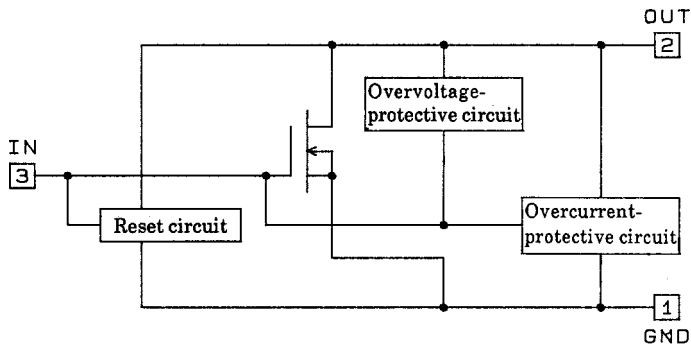 OUT
2
Overvoltage-
protective circuit
IN
3
Reset circuit
Overcurrent-
protective circuit
1
GND